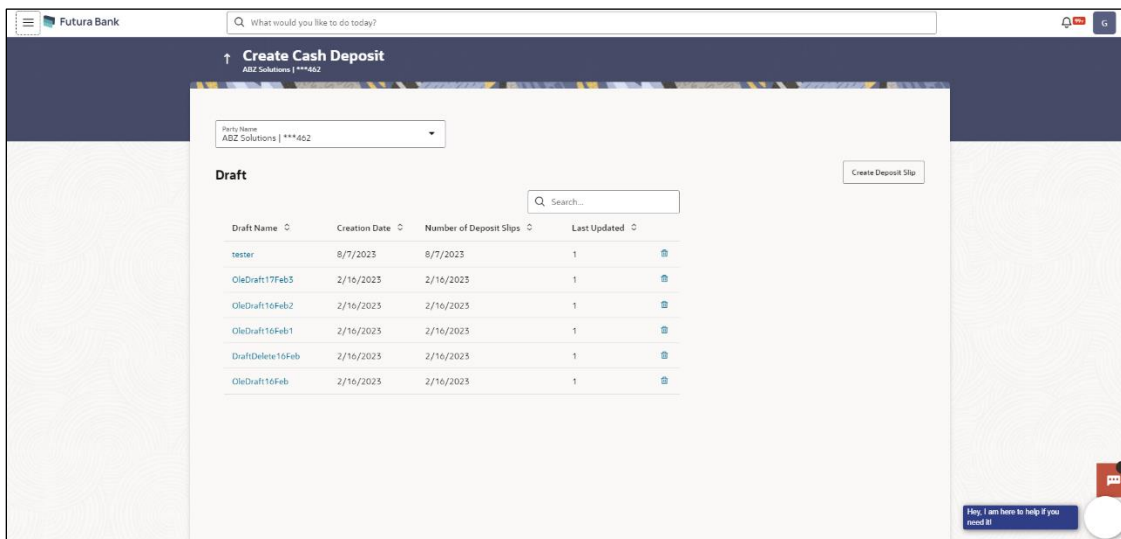 Futura Bank
What would you like to do today?
99+
G
Create Cash Deposit
ABZ Solutions | ***462
Party Name
ABZ Solutions | ***462
Draft
Create Deposit Slip
Search...
Draft Name Creation Date Number of Deposit Slips Last Updated
tester 8/7/2023 8/7/2023 1
OleDraft17Feb3 2/16/2023 2/16/2023 1
OleDraft16Feb2 2/16/2023 2/16/2023 1
OleDraft16Feb1 2/16/2023 2/16/2023 1
DraftDelete16Feb 2/16/2023 2/16/2023 1
OleDraft16Feb 2/16/2023 2/16/2023 1
Hey, I am here to help if you
need it!